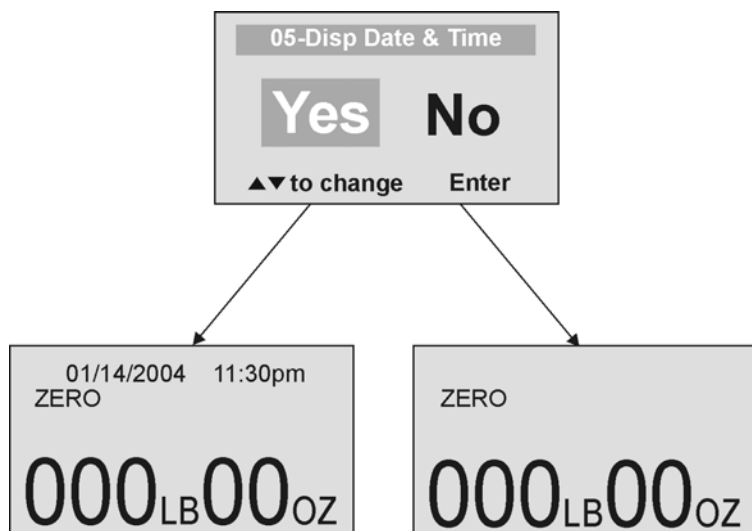 05-Disp Date & Time
Yes No
▲▼to change Enter
01/14/2004 11:30pm
ZERO
000LB00OZ
ZERO
000LB00OZ